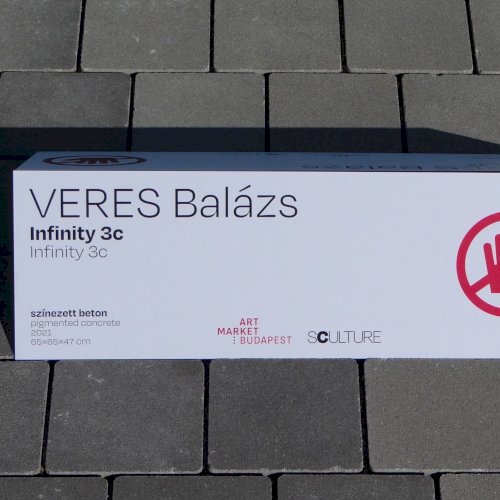 VERES Balázs
Infinity 3c
Infinity 3c
színezett beton
pigmented concrete
2021
65×65×47 cm
ART
MARKET
BUDAPEST
SCULTURE